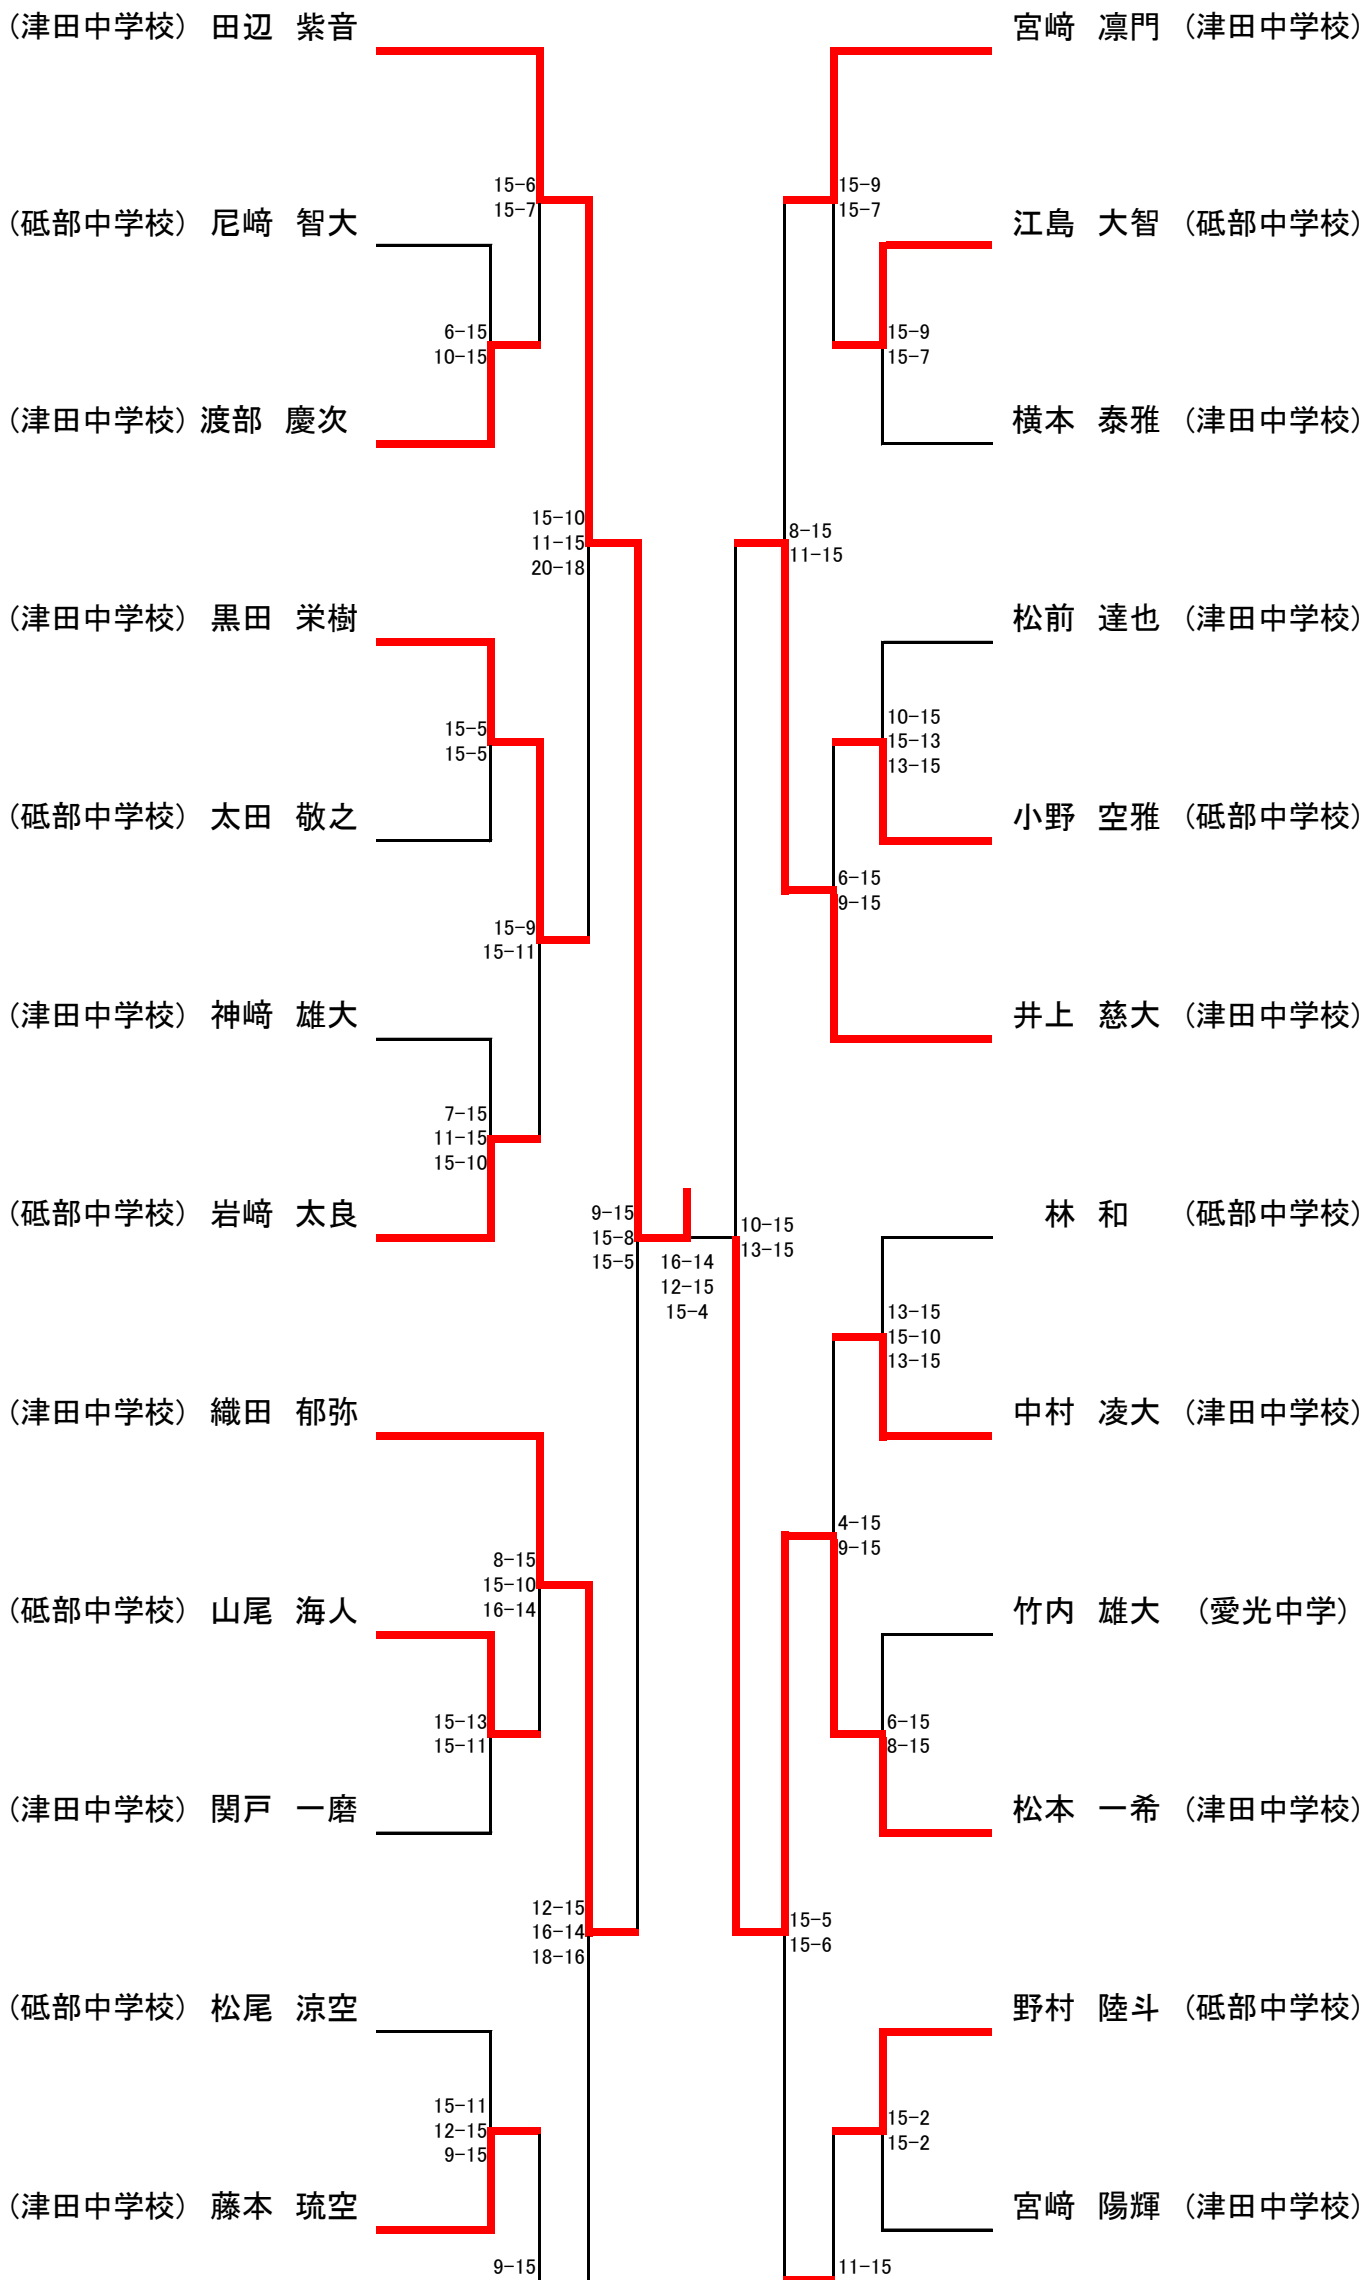 (津田中学校) 田辺 紫音
15-6
15-7
(砥部中学校) 尼﨑 智大
6-15
10-15
(津田中学校) 渡部 慶次
15-10
11-15
20-18
(津田中学校) 黒田 栄樹
15-5
15-5
(砥部中学校) 太田 敬之
15-9
15-11
(津田中学校) 神﨑 雄大
7-15
11-15
15-10
(砥部中学校) 岩﨑 太良
9-15
15-8
15-5
16-14
12-15
15-4
(津田中学校) 織田 郁弥
8-15
15-10
16-14
(砥部中学校) 山尾 海人
15-13
15-11
(津田中学校) 関戸 一磨
12-15
16-14
18-16
(砥部中学校) 松尾 涼空
15-11
12-15
9-15
(津田中学校) 藤本 琉空
9-15
宮﨑 凛門 (津田中学校)
15-9
15-7
江島 大智 (砥部中学校)
15-9
15-7
横本 泰雅 (津田中学校)
8-15
11-15
松前 達也 (津田中学校)
10-15
15-13
13-15
小野 空雅 (砥部中学校)
6-15
9-15
井上 慈大 (津田中学校)
林 和 (砥部中学校)
10-15
13-15
13-15
15-10
13-15
中村 凌大 (津田中学校)
4-15
9-15
竹内 雄大 (愛光中学)
6-15
8-15
松本 一希 (津田中学校)
15-5
15-6
野村 陸斗 (砥部中学校)
15-2
15-2
宮﨑 陽輝 (津田中学校)
11-15